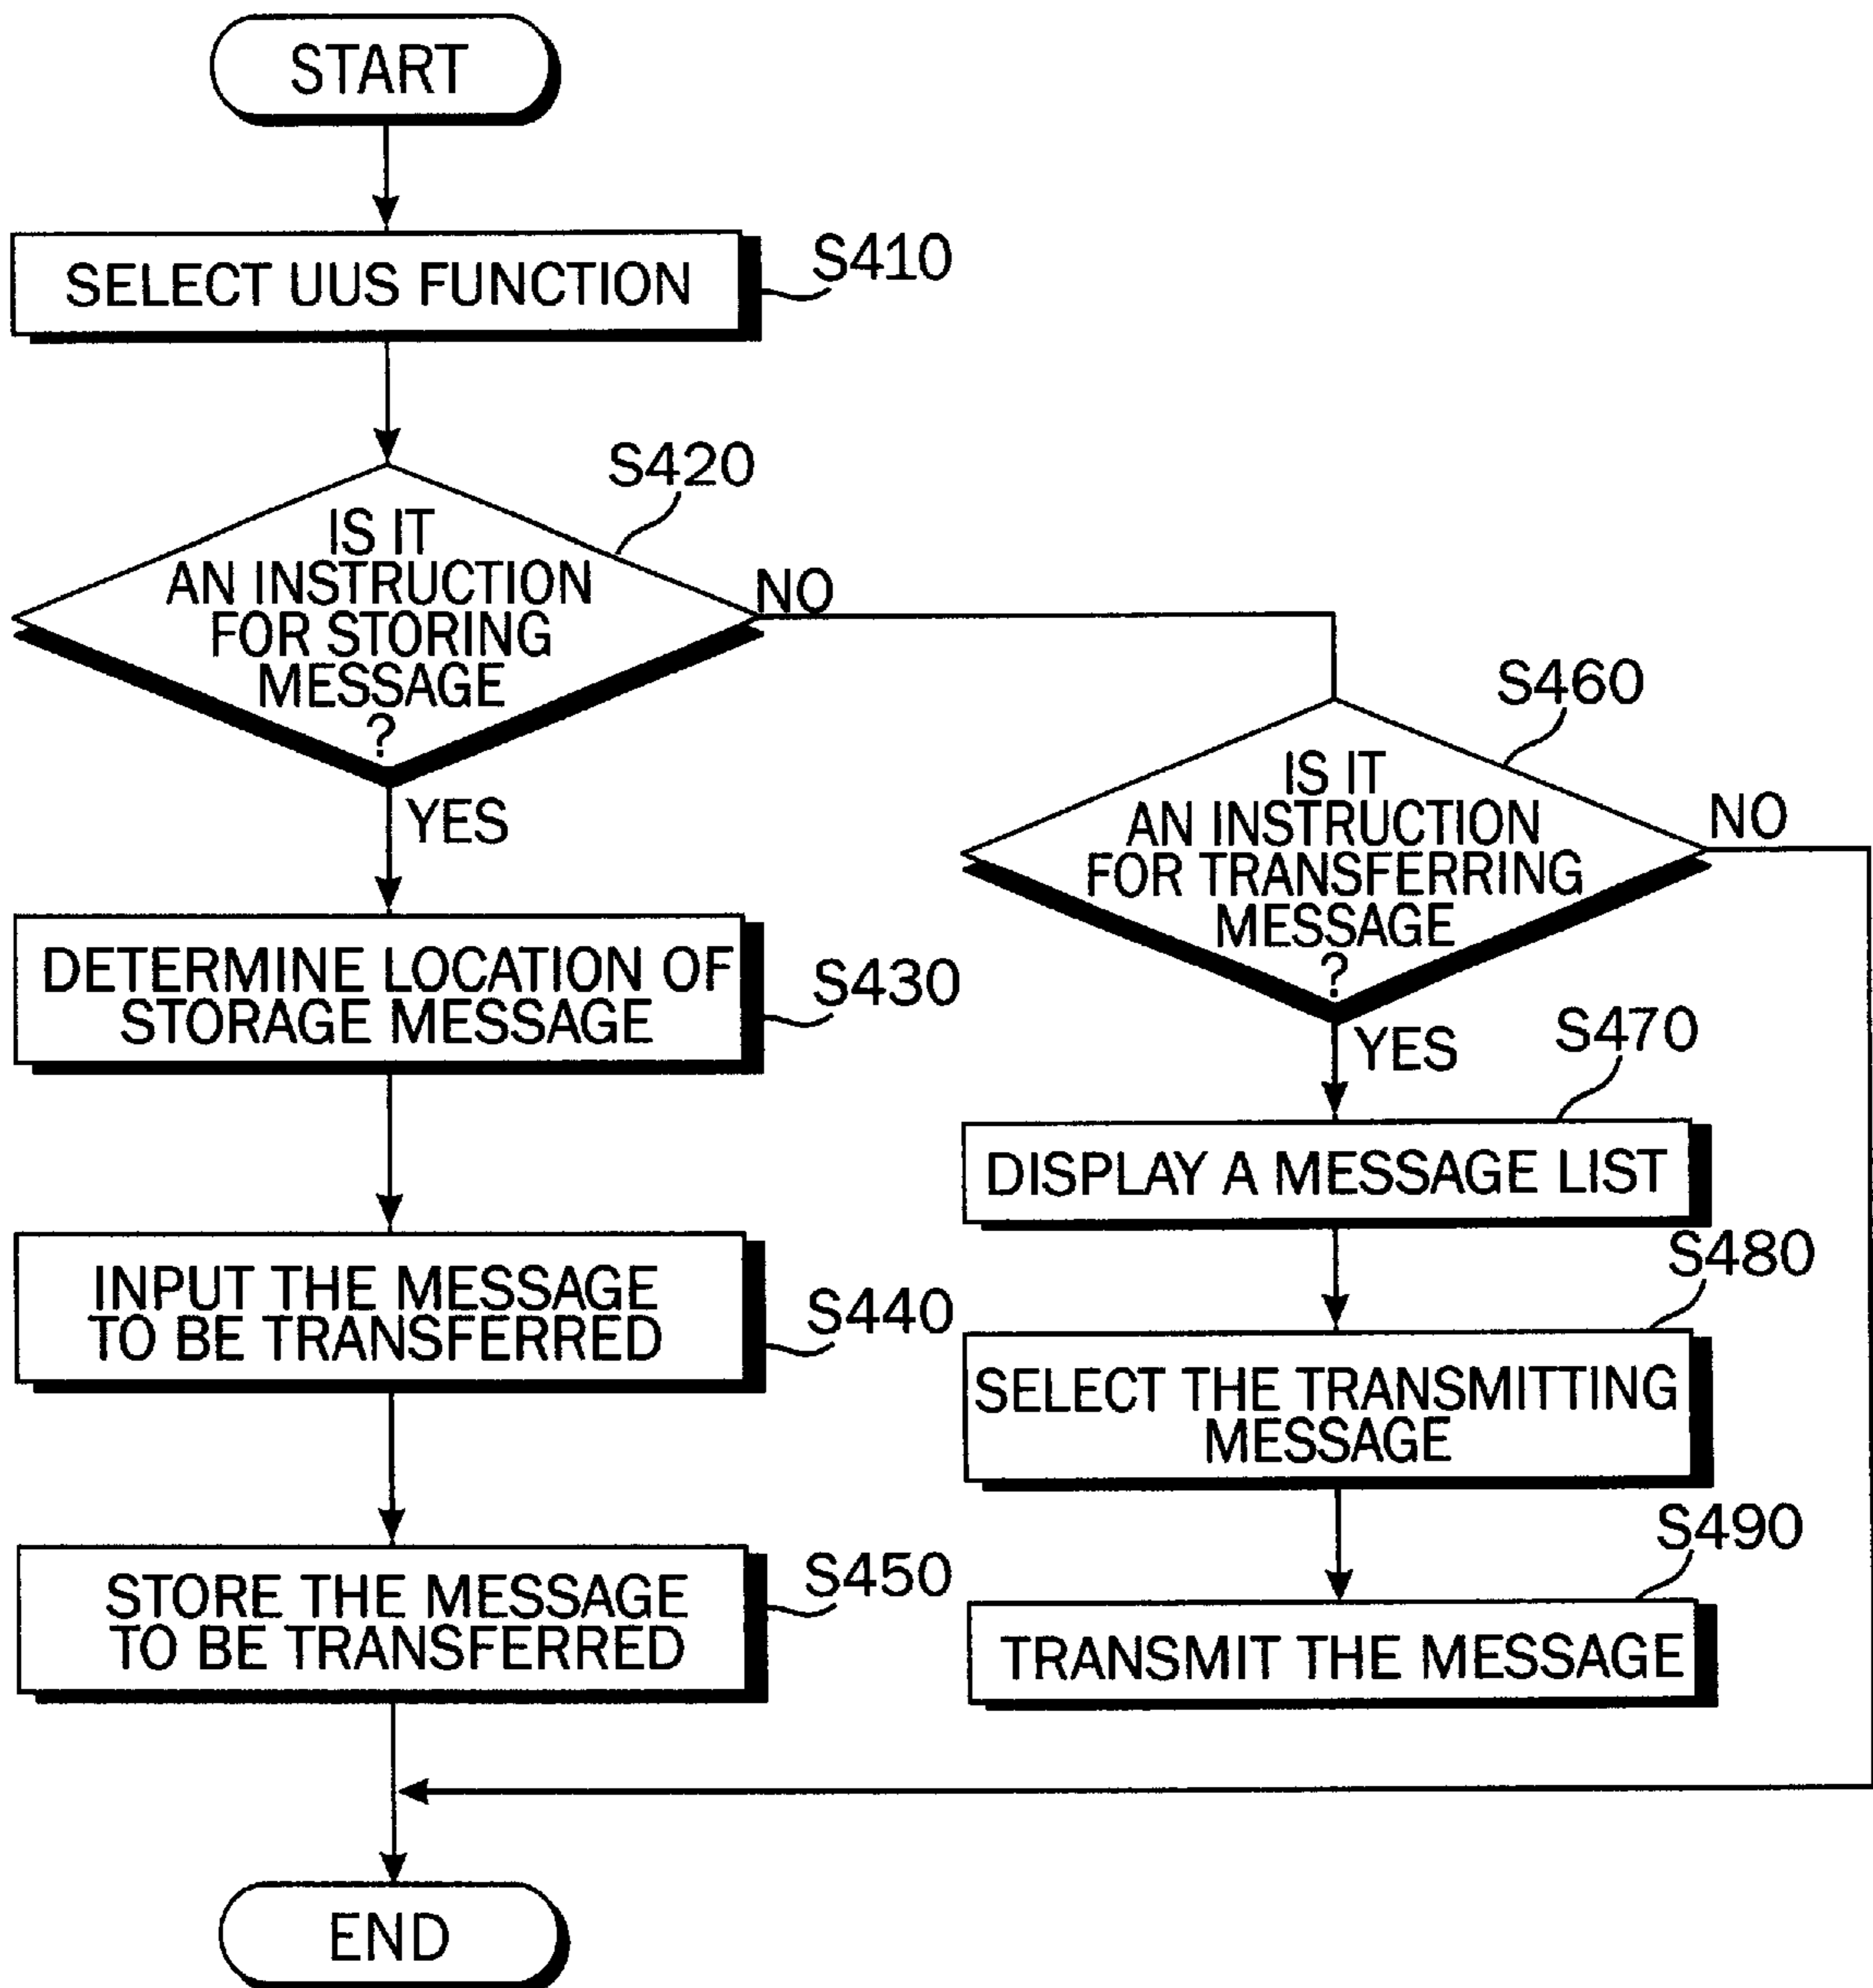 START
SELECT UUS FUNCTION
S410
S420
IS IT
AN INSTRUCTION
FOR STORING
MESSAGE
?
NO
YES
DETERMINE LOCATION OF
STORAGE MESSAGE
S430
INPUT THE MESSAGE
TO BE TRANSFERRED
S440
STORE THE MESSAGE
TO BE TRANSFERRED
S450
S460
IS IT
AN INSTRUCTION
FOR TRANSFERRING
MESSAGE
?
NO
YES
S470
DISPLAY A MESSAGE LIST
S480
SELECT THE TRANSMITTING
MESSAGE
S490
TRANSMIT THE MESSAGE
END